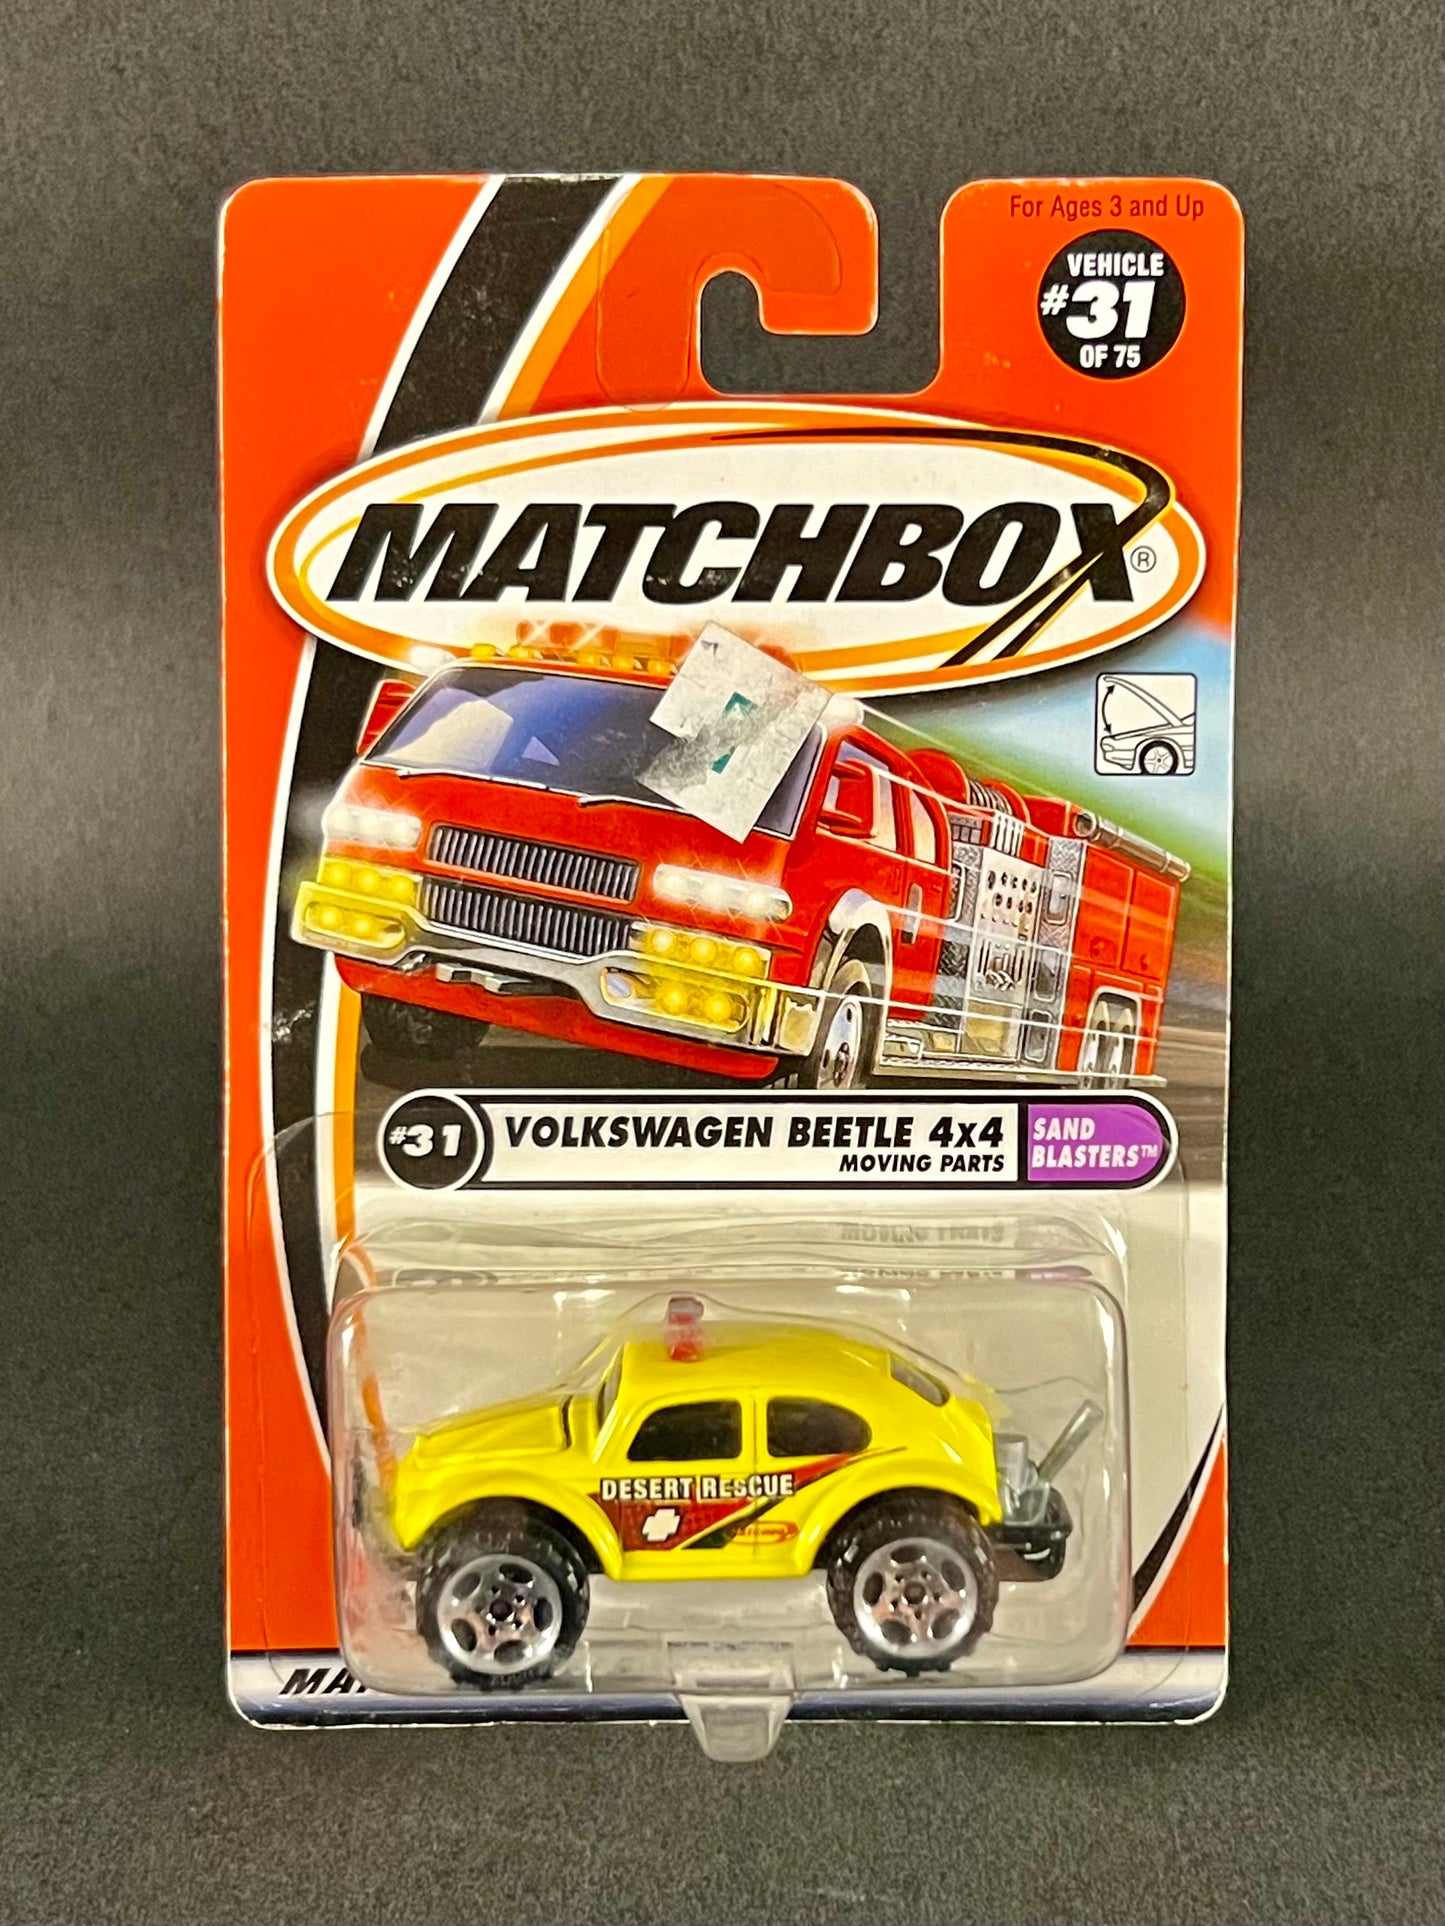 For Ages 3 and Up
VEHICLE
#31
OF 75
MATCHBOX®
#31
VOLKSWAGEN BEETLE 4x4
MOVING PARTS
SAND
BLASTERS™
DESERT RESCUE